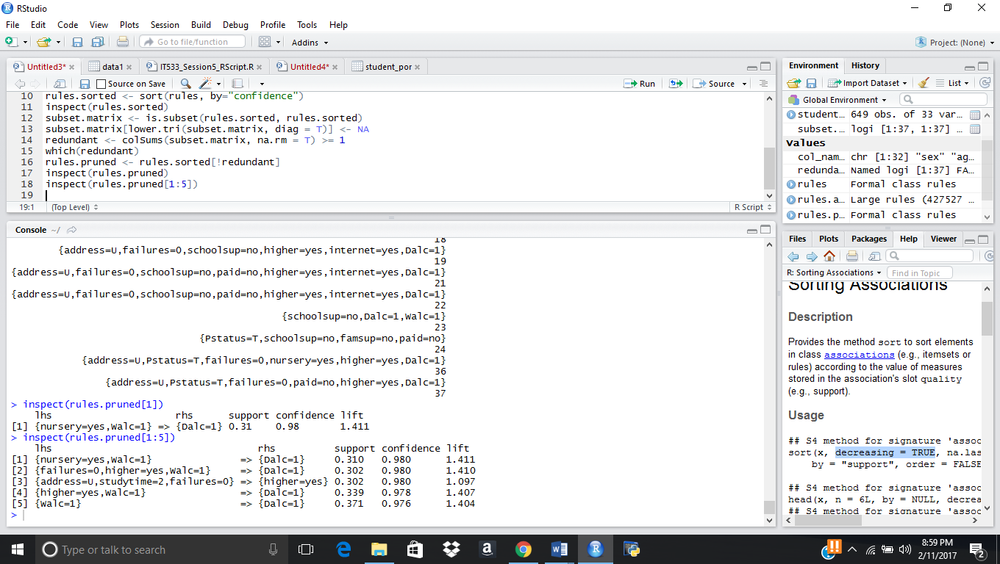 RStudio
File Edit Code View Plots Session Build Debug Profile Tools Help
Go to file/function Addins Project: (None)
Untitled3* data1 IT533_Session5_RScript.R Untitled4* student_por
Source on Save Run Source
10 rules.sorted <- sort(rules, by="confidence")
11 inspect(rules.sorted)
12 subset.matrix <- is.subset(rules.sorted, rules.sorted)
13 subset.matrix[lower.tri(subset.matrix, diag = T)] <- NA
14 redundant <- colSums(subset.matrix, na.rm = T) >= 1
15 which(redundant)
16 rules.pruned <- rules.sorted[!redundant]
17 inspect(rules.pruned)
18 inspect(rules.pruned[1:5])
19
19:1 (Top Level) R Script
Console ~/
18
{address=U,failures=0,schoolsup=no,higher=yes,internet=yes,Dalc=1}
19
{address=U,failures=0,schoolsup=no,paid=no,higher=yes,internet=yes,Dalc=1}
21
{address=U,failures=0,schoolsup=no,paid=no,higher=yes,internet=yes,Dalc=1}
22
{schoolsup=no,Dalc=1,Walc=1}
23
{Pstatus=T,schoolsup=no,famsup=no,paid=no}
24
{address=U,Pstatus=T,failures=0,nursery=yes,higher=yes,Dalc=1}
36
{address=U,Pstatus=T,failures=0,paid=no,higher=yes,Dalc=1}
37
> inspect(rules.pruned[1])
lhs rhs support confidence lift
[1] {nursery=yes,Walc=1} => {Dalc=1} 0.31 0.98 1.411
> inspect(rules.pruned[1:5])
lhs rhs support confidence lift
[1] {nursery=yes,Walc=1} => {Dalc=1} 0.310 0.980 1.411
[2] {failures=0,higher=yes,Walc=1} => {Dalc=1} 0.302 0.980 1.410
[3] {address=U,studytime=2,failures=0} => {higher=yes} 0.302 0.980 1.097
[4] {higher=yes,Walc=1} => {Dalc=1} 0.339 0.978 1.407
[5] {Walc=1} => {Dalc=1} 0.371 0.976 1.404
>
Environment History
Import Dataset List
Global Environment
student... 649 obs. of 33 var...
subset.... logi [1:37, 1:37] ...
Values
col_nam... chr [1:32] "sex" "ag...
redunda... Named logi [1:37] FA...
rules Formal class rules
rules.a... Large rules (427527 ...
rules.p... Formal class rules
Files Plots Packages Help Viewer
R: Sorting Associations Find in Topic
Sorting Associations
Description
Provides the method sort to sort elements
in class associations (e.g., itemsets or
rules) according to the value of measures
stored in the association's slot quality
(e.g., support).
Usage
## S4 method for signature 'assoc
sort(x, decreasing = TRUE, na.las
by = "support", order = FALSE
## S4 method for signature 'assoc
head(x, n = 6L, by = NULL, decrea
## S4 method for signature 'assoc
Type or talk to search
8:59 PM
2/11/2017
2